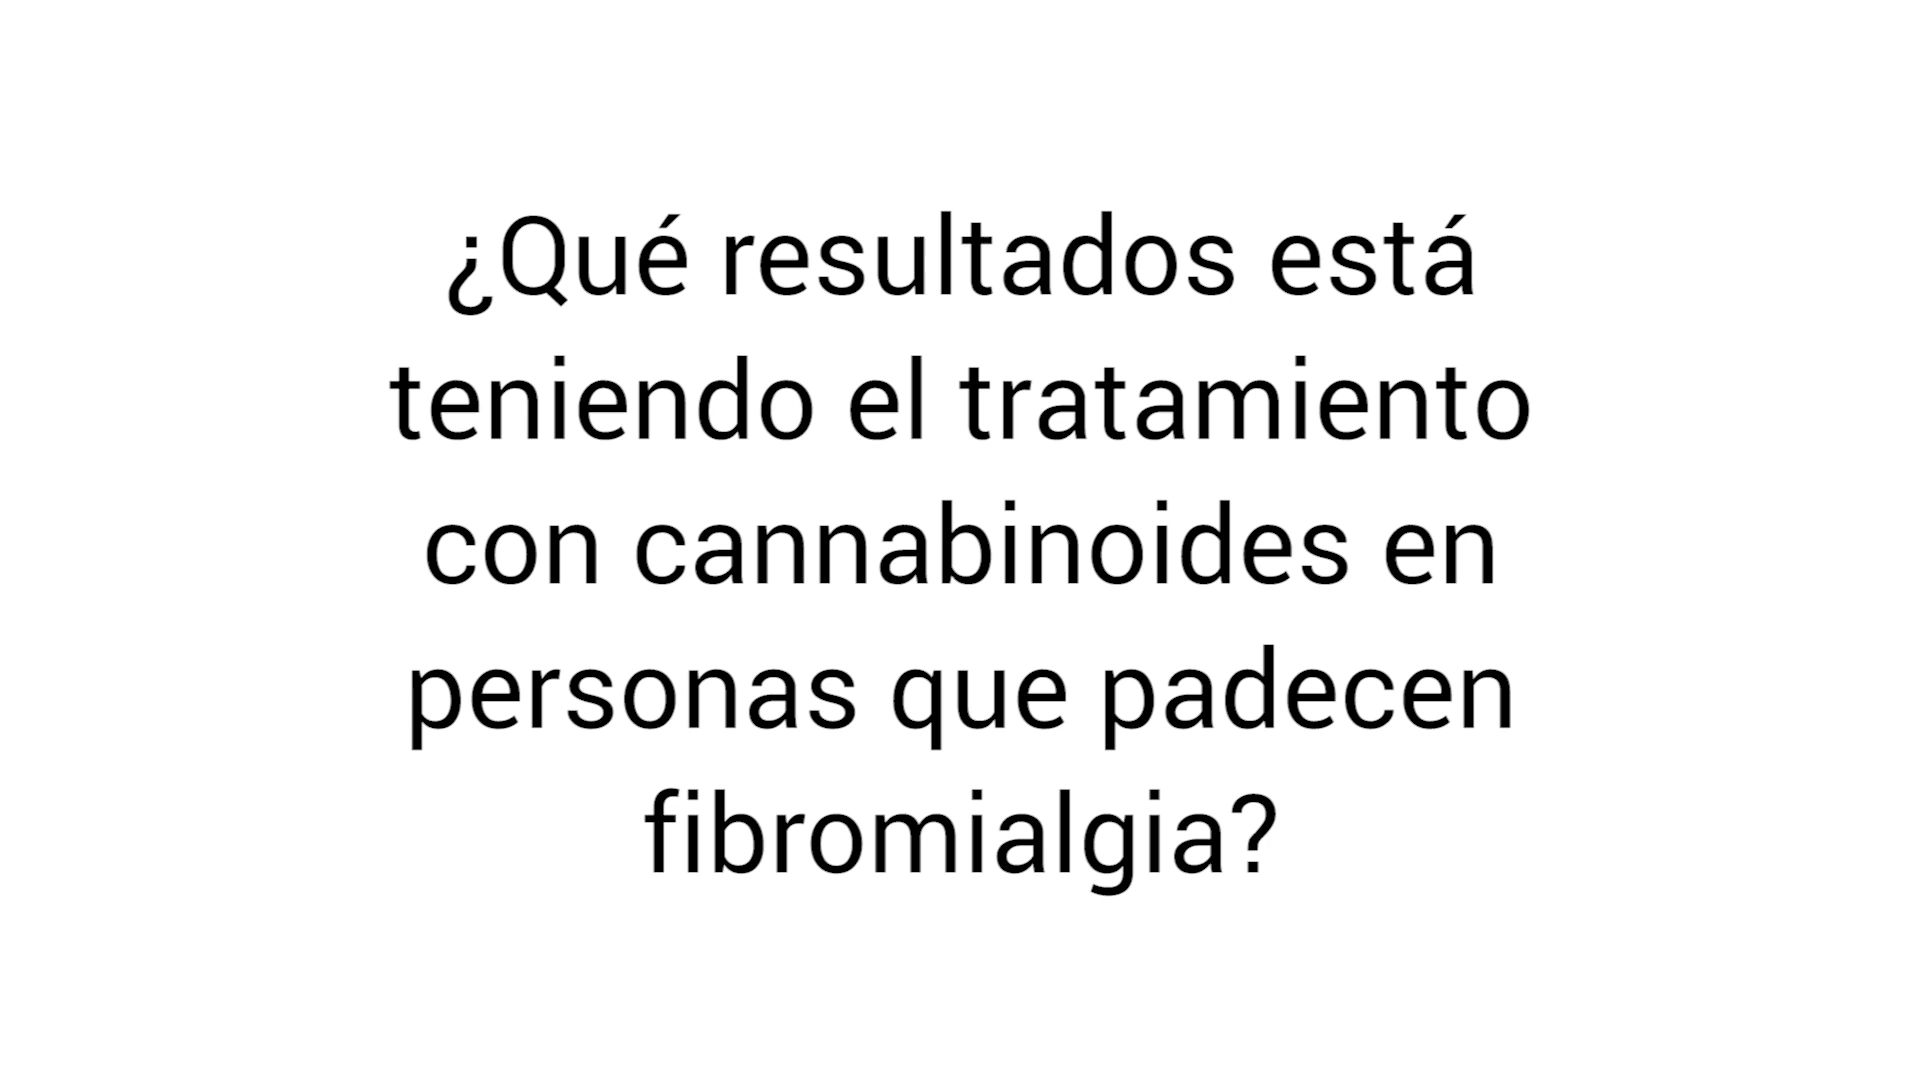 ¿Qué resultados está
teniendo el tratamiento
con cannabinoides en
personas que padecen
fibromialgia?